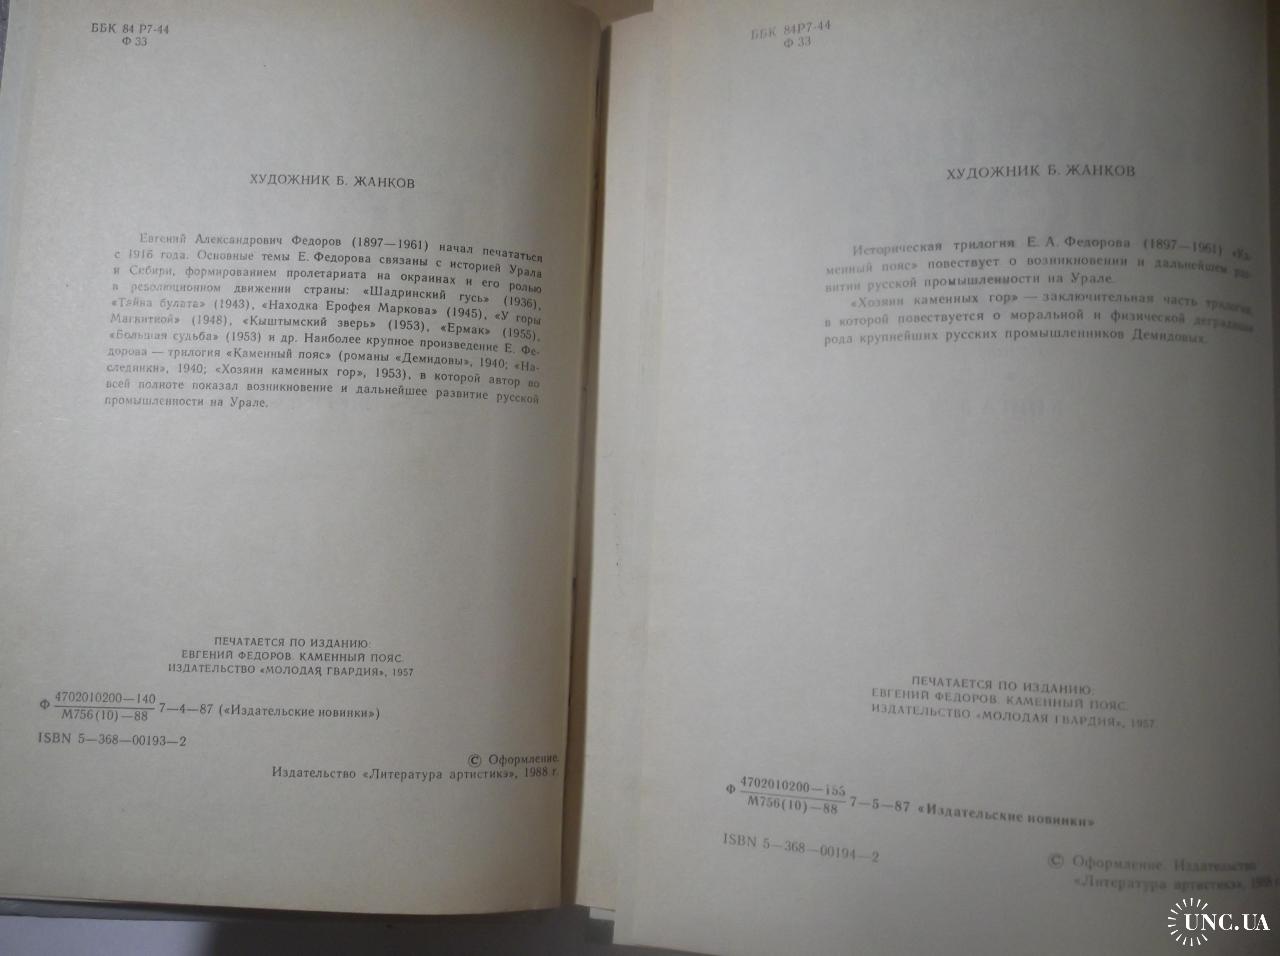 ББК 84 Р7-44
Ф 33
ХУДОЖНИК Б. ЖАНКОВ
Евгений Александрович Федоров (1897—1961) начал печататься
с 1916 года. Основные темы Е. Федорова связаны с историей Урала
и Сибири, формированием пролетариата на окраинах и его ролью
в революционном движении страны: «Шадринский гусь» (1936),
«Тайна булата» (1943), «Находка Ерофея Маркова» (1945), «У горы
Магнитной» (1948), «Кыштымский зверь» (1953), «Ермак» (1955),
«Большая судьба» (1953) и др. Наиболее крупное произведение Е. Фе-
дорова — трилогия «Каменный пояс» (романы «Демидовы», 1940; «На-
следники», 1940; «Хозяин каменных гор», 1953), в которой автор во
всей полноте показал возникновение и дальнейшее развитие русской
промышленности на Урале.
ПЕЧАТАЕТСЯ ПО ИЗДАНИЮ:
ЕВГЕНИЙ ФЕДОРОВ. КАМЕННЫЙ ПОЯС.
ИЗДАТЕЛЬСТВО «МОЛОДАЯ ГВАРДИЯ», 1957
Ф 4702010200—140
М756(10)—88 7—4—87 («Издательские новинки»)
ISBN 5—368—00193—2
© Оформление.
Издательство «Литература артистикэ», 1988 г.
ББК 84Р7-44
Ф 33
ХУДОЖНИК Б. ЖАНКОВ
Историческая трилогия Е. А. Федорова (1897—1961) «Ка-
менный пояс» повествует о возникновении и дальнейшем раз-
витии русской промышленности на Урале.
«Хозяин каменных гор» — заключительная часть трилогии,
в которой повествуется о моральной и физической деградации
рода крупнейших русских промышленников Демидовых.
ПЕЧАТАЕТСЯ ПО ИЗДАНИЮ:
ЕВГЕНИЙ ФЕДОРОВ. КАМЕННЫЙ ПОЯС.
ИЗДАТЕЛЬСТВО «МОЛОДАЯ ГВАРДИЯ», 1957.
Ф 4702010200—155
М756(10)—88 7—5—87 «Издательские новинки»
ISBN 5—368—00194—2
© Оформление. Издательство
«Литература артистикэ», 1988 г.
UNC.UA